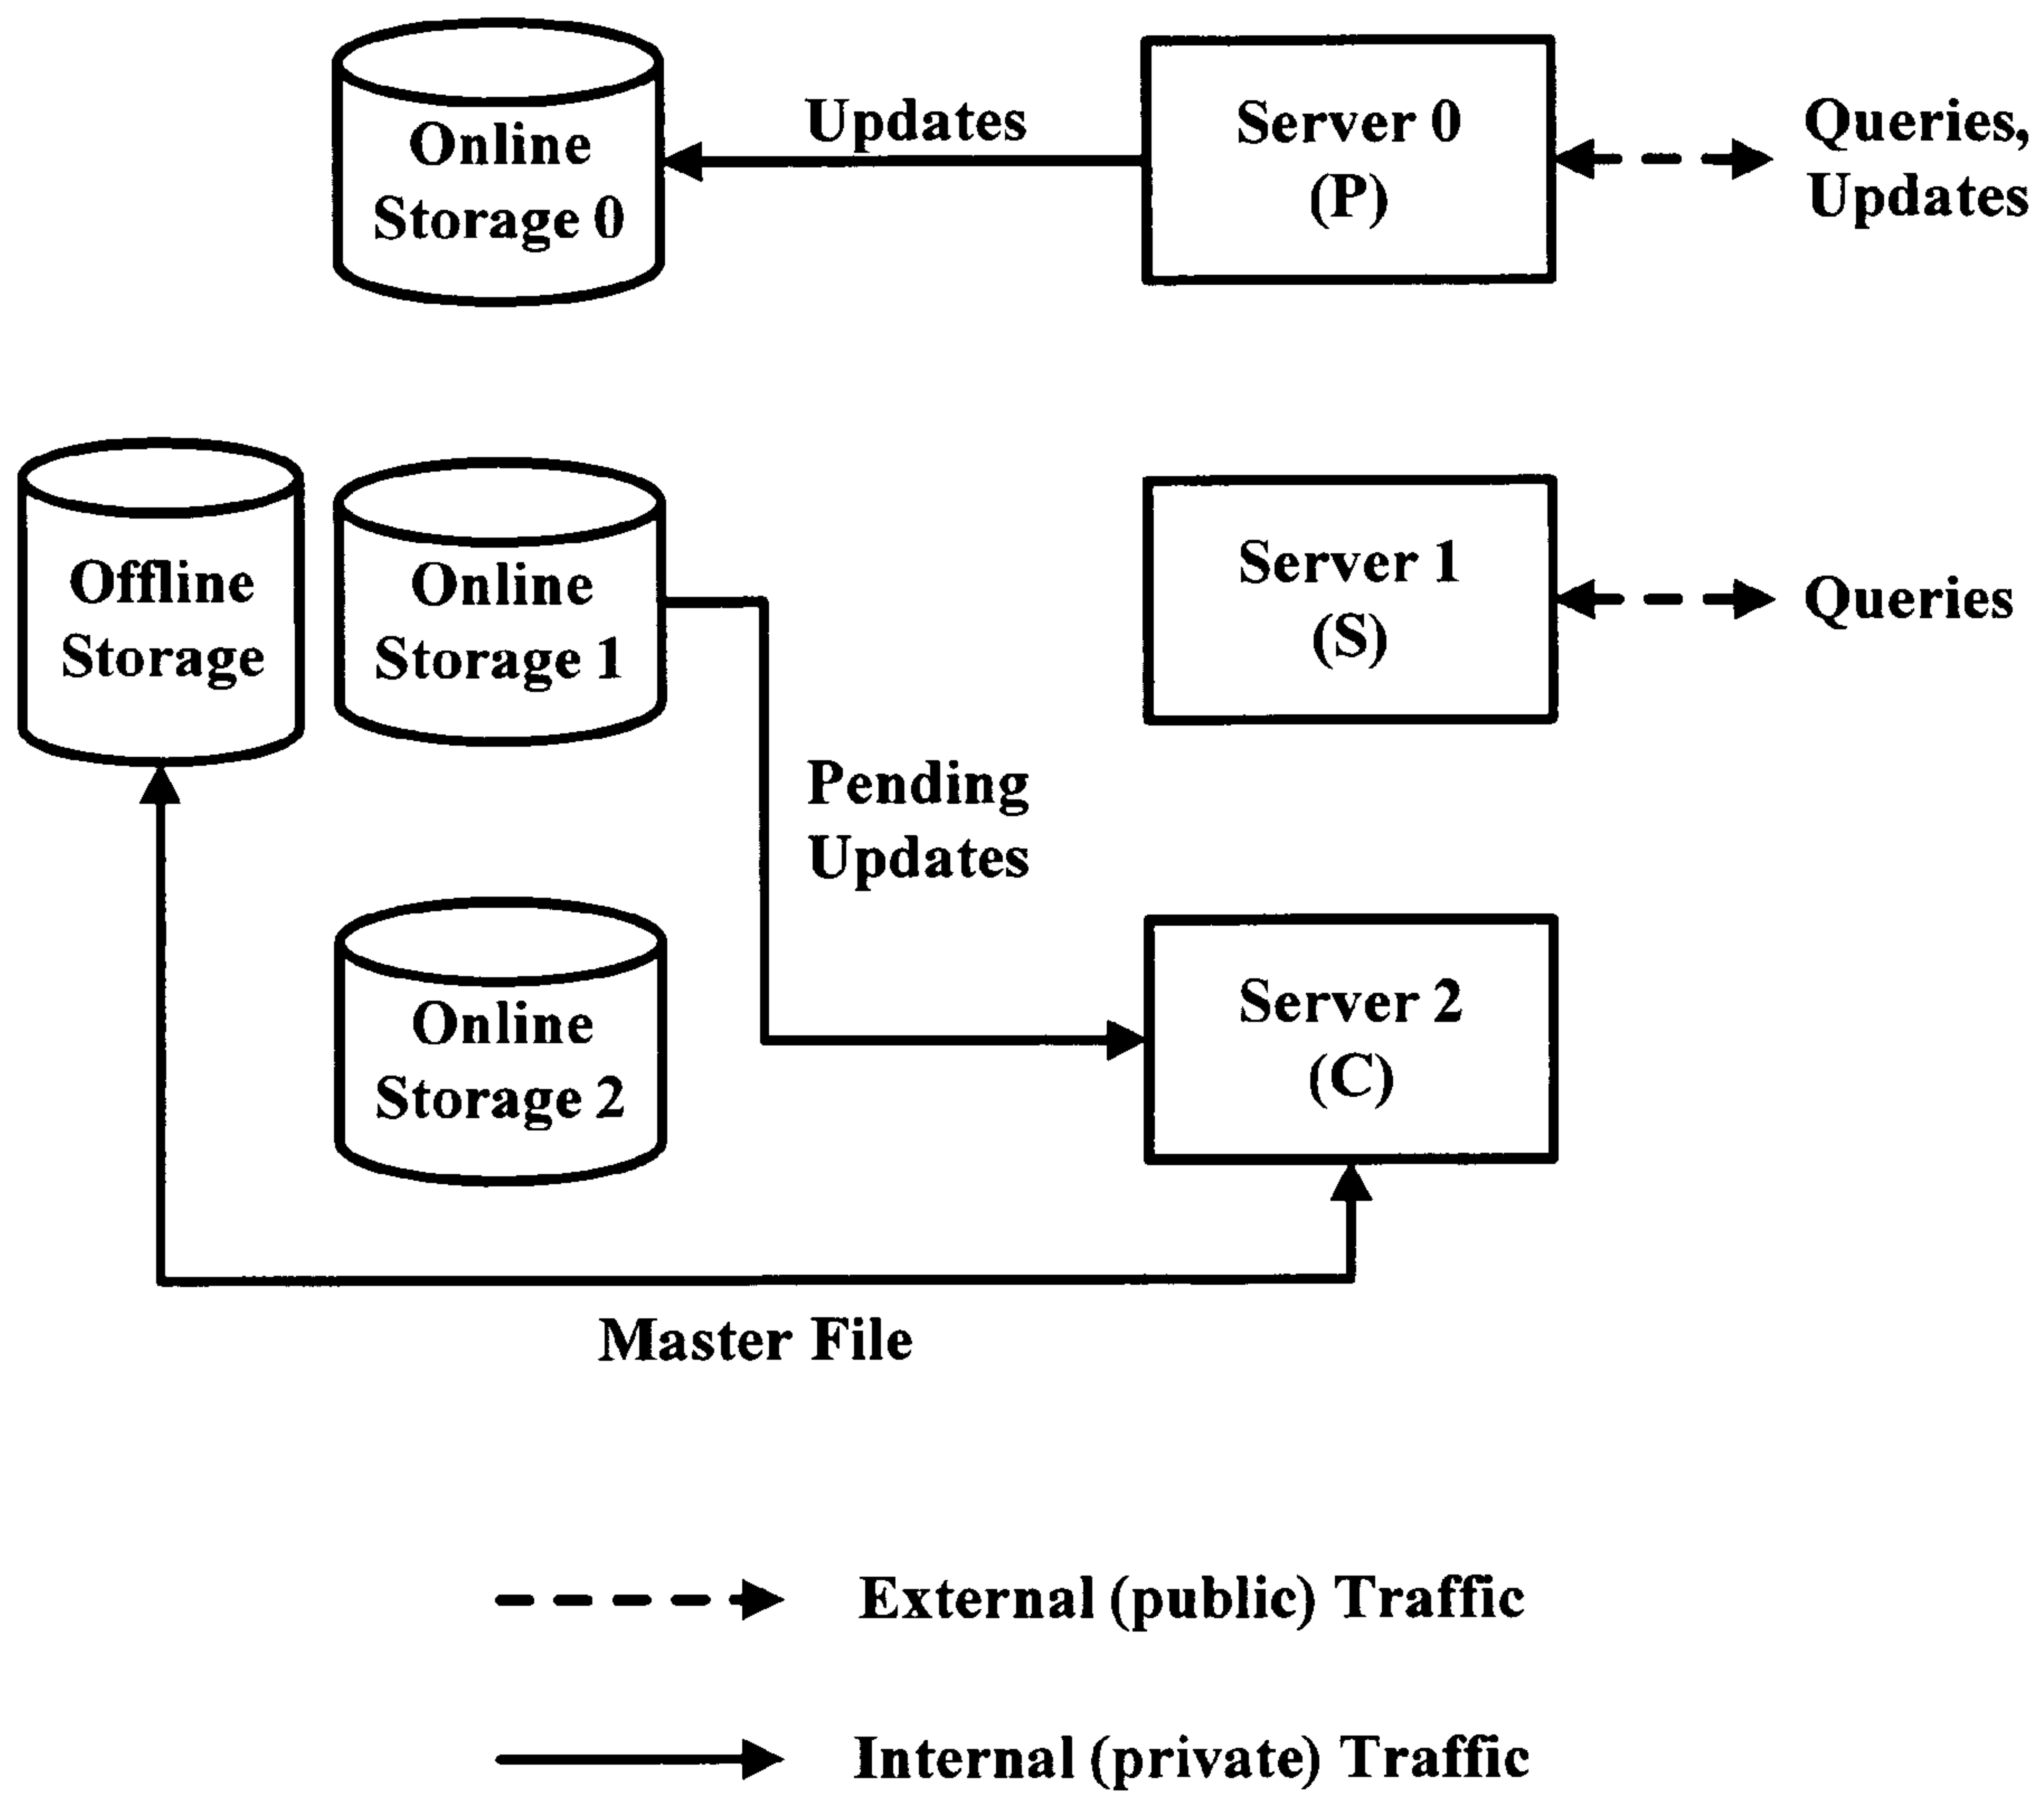 Online
Storage 0
Updates
Server 0
(P)
Queries,
Updates
Offline
Storage
Online
Storage 1
Server 1
(S)
Queries
Pending
Updates
Online
Storage 2
Server 2
(C)
Master File
External (public) Traffic
Internal (private) Traffic